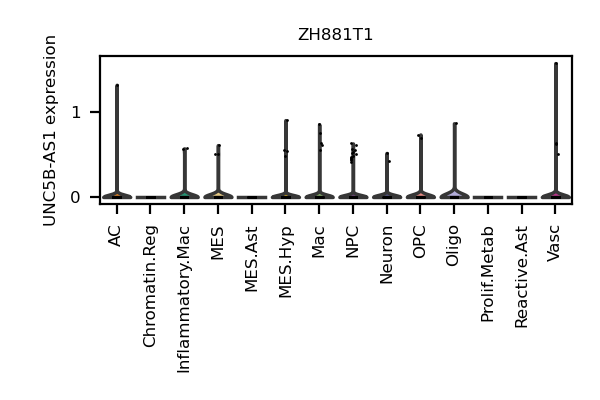 ZH881T1
UNC5B-AS1 expression
1
0
AC
Chromatin.Reg
Inflammatory.Mac
MES
MES.Ast
MES.Hyp
Mac
NPC
Neuron
OPC
Oligo
Prolif.Metab
Reactive.Ast
Vasc